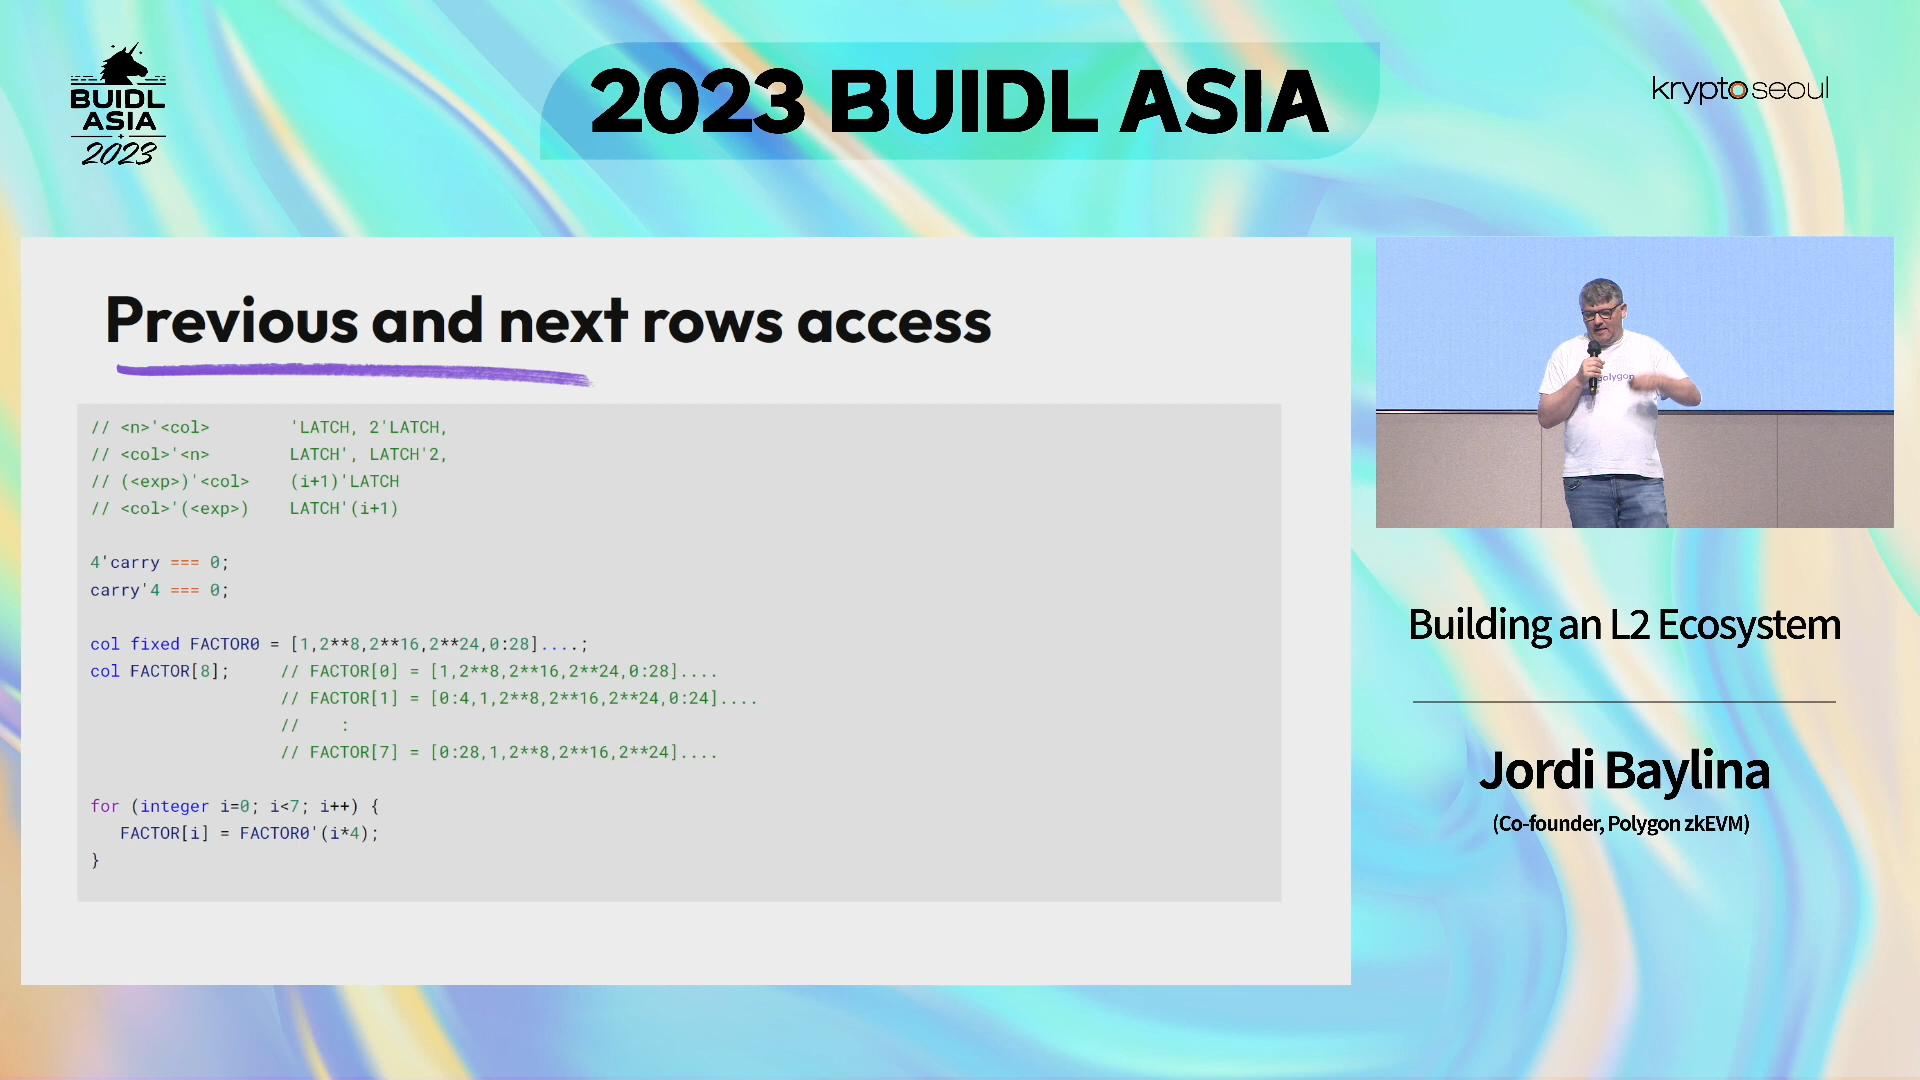 BUIDL
ASIA
2023
2023 BUIDL ASIA
kryptoseoul
Previous and next rows access
// <n>'<col>        'LATCH, 2'LATCH,
// <col>'<n>        LATCH', LATCH'2,
// (<exp>)'<col>    (i+1)'LATCH
// <col>'(<exp>)    LATCH'(i+1)
4'carry === 0;
carry'4 === 0;
col fixed FACTOR0 = [1,2**8,2**16,2**24,0:28]....;
col FACTOR[8];     // FACTOR[0] = [1,2**8,2**16,2**24,0:28]....
// FACTOR[1] = [0:4,1,2**8,2**16,2**24,0:24]....
//    :
// FACTOR[7] = [0:28,1,2**8,2**16,2**24]....
for (integer i=0; i<7; i++) {
FACTOR[i] = FACTOR0'(i*4);
}
polygon
Building an L2 Ecosystem
Jordi Baylina
(Co-founder, Polygon zkEVM)